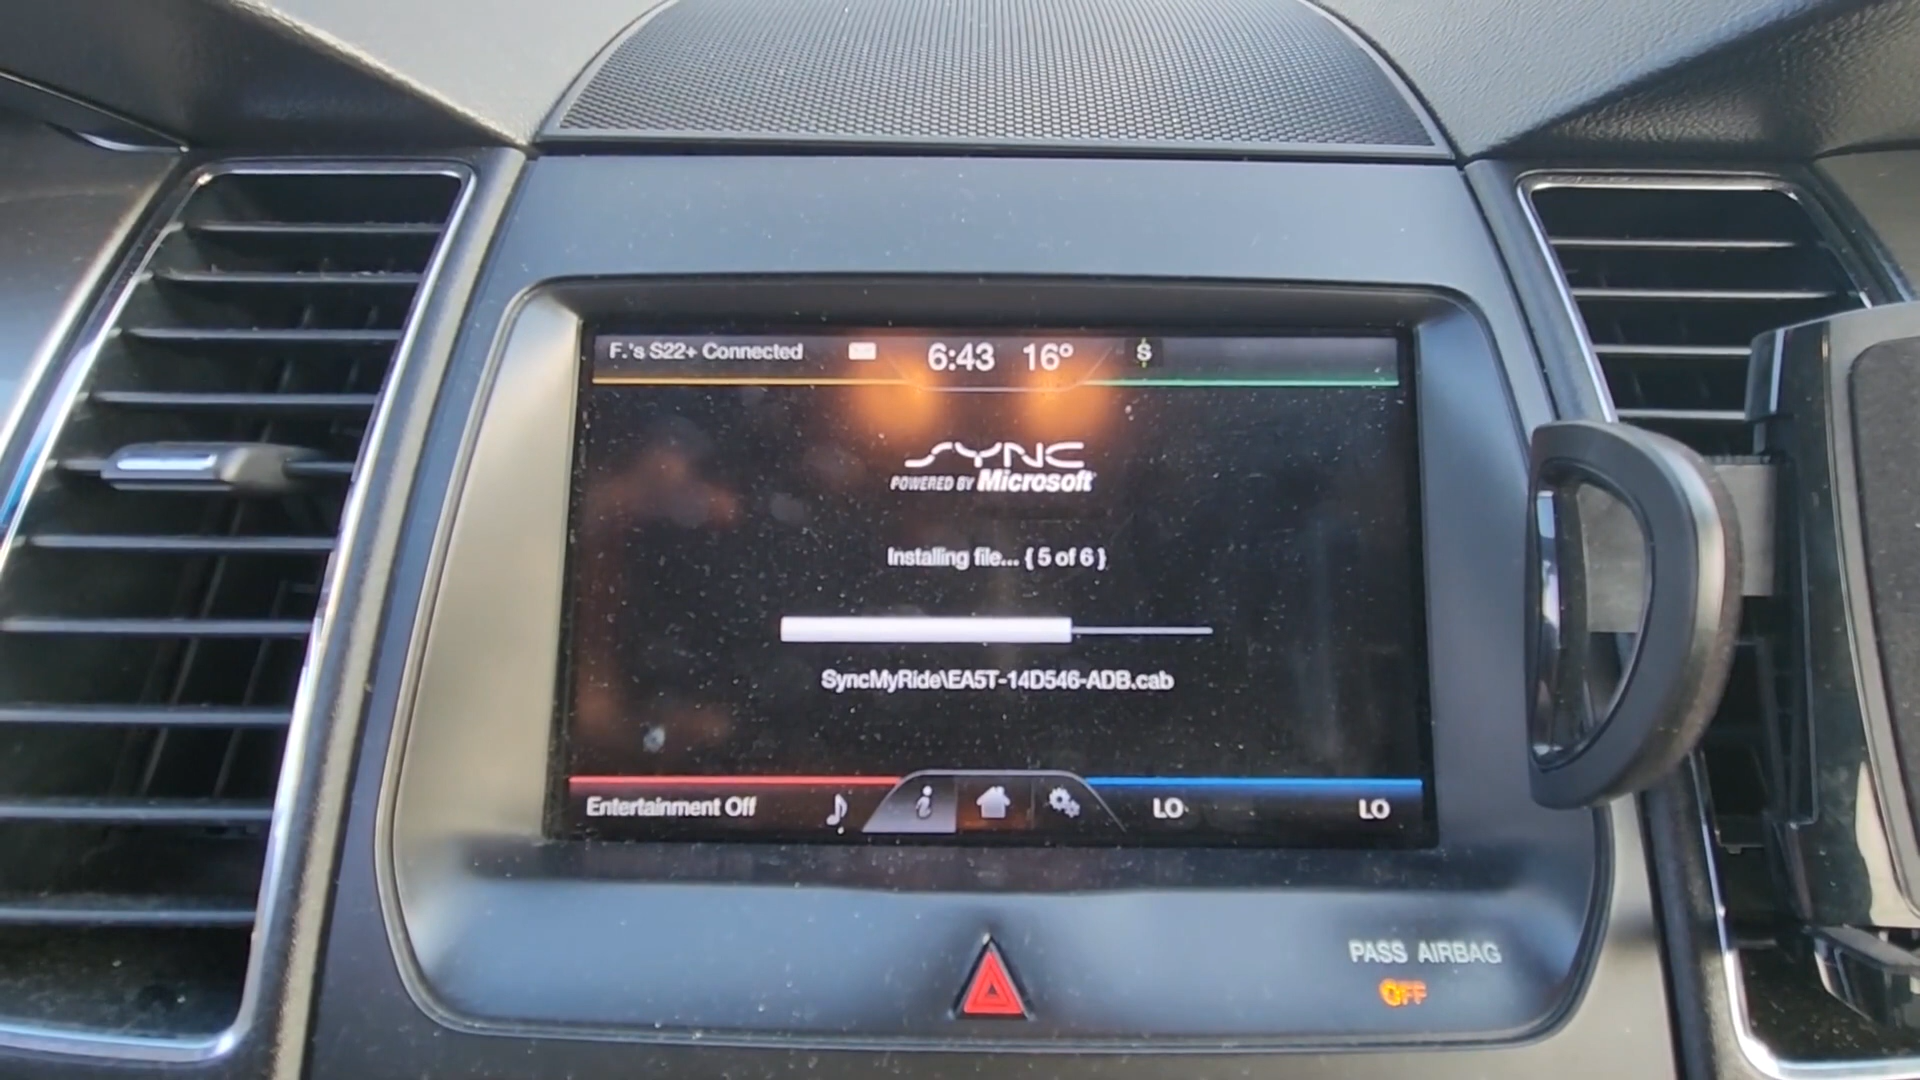 F.'s S22+ Connected 6:43 16°
SYNC
POWERED BY Microsoft
Installing file... { 5 of 6 }
SyncMyRide\EA5T-14D546-ADB.cab
Entertainment Off LO LO
PASS AIRBAG
OFF